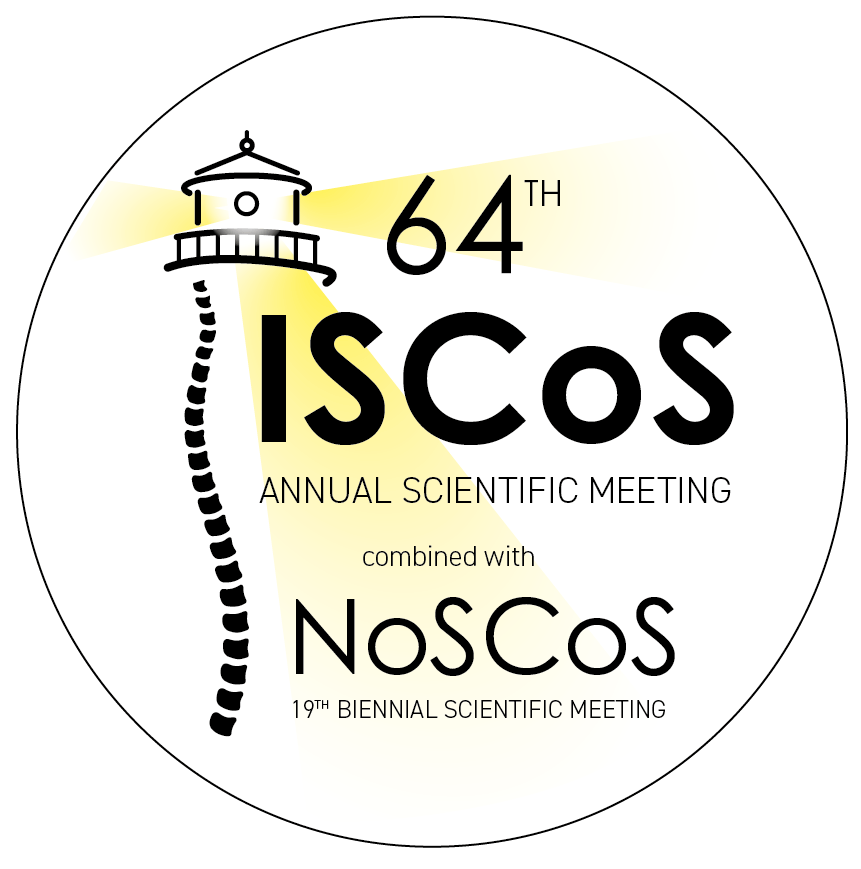 64TH
ISCoS
ANNUAL SCIENTIFIC MEETING
combined with
NoSCoS
19TH BIENNIAL SCIENTIFIC MEETING